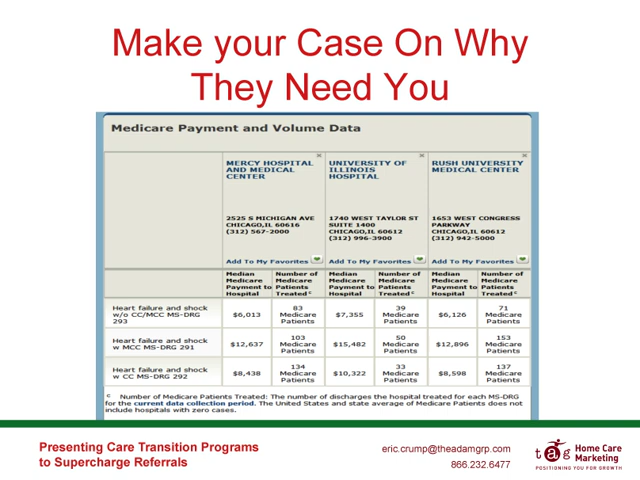 Make your Case On Why
They Need You
Medicare Payment and Volume Data
MERCY HOSPITAL
AND MEDICAL
CENTER
2525 S MICHIGAN AVE
CHICAGO,IL 60616
(312) 567-2000
Add To My Favorites
UNIVERSITY OF
ILLINOIS
HOSPITAL
1740 WEST TAYLOR ST
SUITE 1400
CHICAGO,IL 60612
(312) 996-3900
Add To My Favorites
RUSH UNIVERSITY
MEDICAL CENTER
1653 WEST CONGRESS
PARKWAY
CHICAGO,IL 60612
(312) 942-5000
Add To My Favorites
Median
Medicare
Payment to
Hospital
Number of
Medicare
Patients
Treated c
Median
Medicare
Payment to
Hospital
Number of
Medicare
Patients
Treated c
Median
Medicare
Payment to
Hospital
Number of
Medicare
Patients
Treated c
Heart failure and shock
w/o CC/MCC MS-DRG
293
$6,013
83
Medicare
Patients
$7,355
39
Medicare
Patients
$6,126
71
Medicare
Patients
Heart failure and shock
w MCC MS-DRG 291
$12,637
103
Medicare
Patients
$15,482
50
Medicare
Patients
$12,896
153
Medicare
Patients
Heart failure and shock
w CC MS-DRG 292
$8,438
134
Medicare
Patients
$10,322
33
Medicare
Patients
$8,598
137
Medicare
Patients
c Number of Medicare Patients Treated: The number of discharges the hospital treated for each MS-DRG
for the current data collection period. The United States and state average of Medicare Patients does not
include hospitals with zero cases.
Presenting Care Transition Programs
to Supercharge Referrals
eric.crump@theadamgrp.com
866.232.6477
tag
Home Care
Marketing
POSITIONING YOU FOR GROWTH